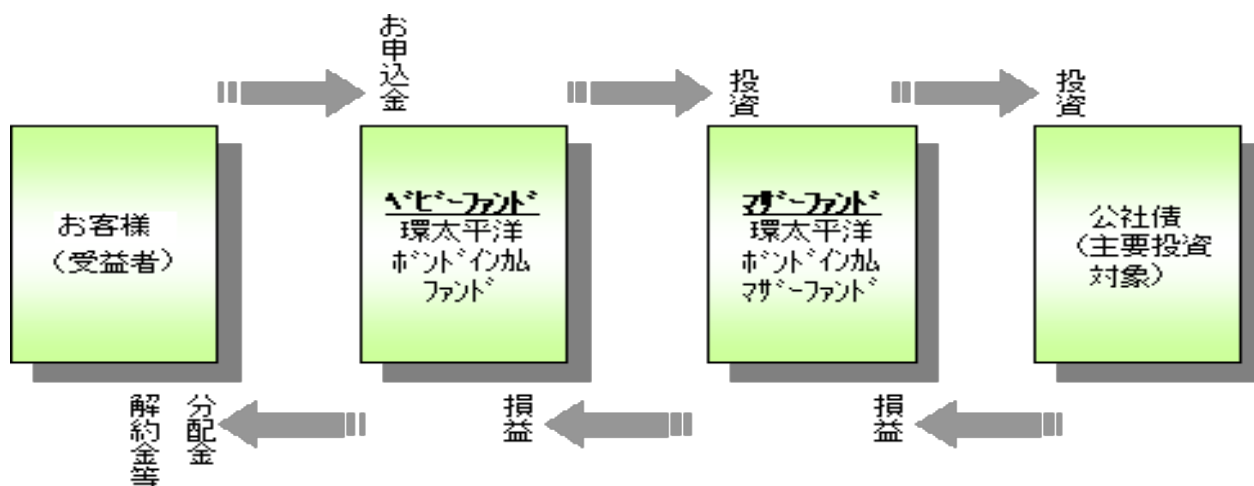 お申込金
投資
投資
お客様
（受益者）
ﾍﾞﾋﾞｰﾌｧﾝﾄﾞ
環太平洋
ﾎﾞﾝﾄﾞｲﾝｶﾑ
ﾌｧﾝﾄﾞ
ﾏｻﾞｰﾌｧﾝﾄﾞ
環太平洋
ﾎﾞﾝﾄﾞｲﾝｶﾑ
ﾏｻﾞｰﾌｧﾝﾄﾞ
公社債
（主要投資
対象）
分配金
解約金等
損益
損益